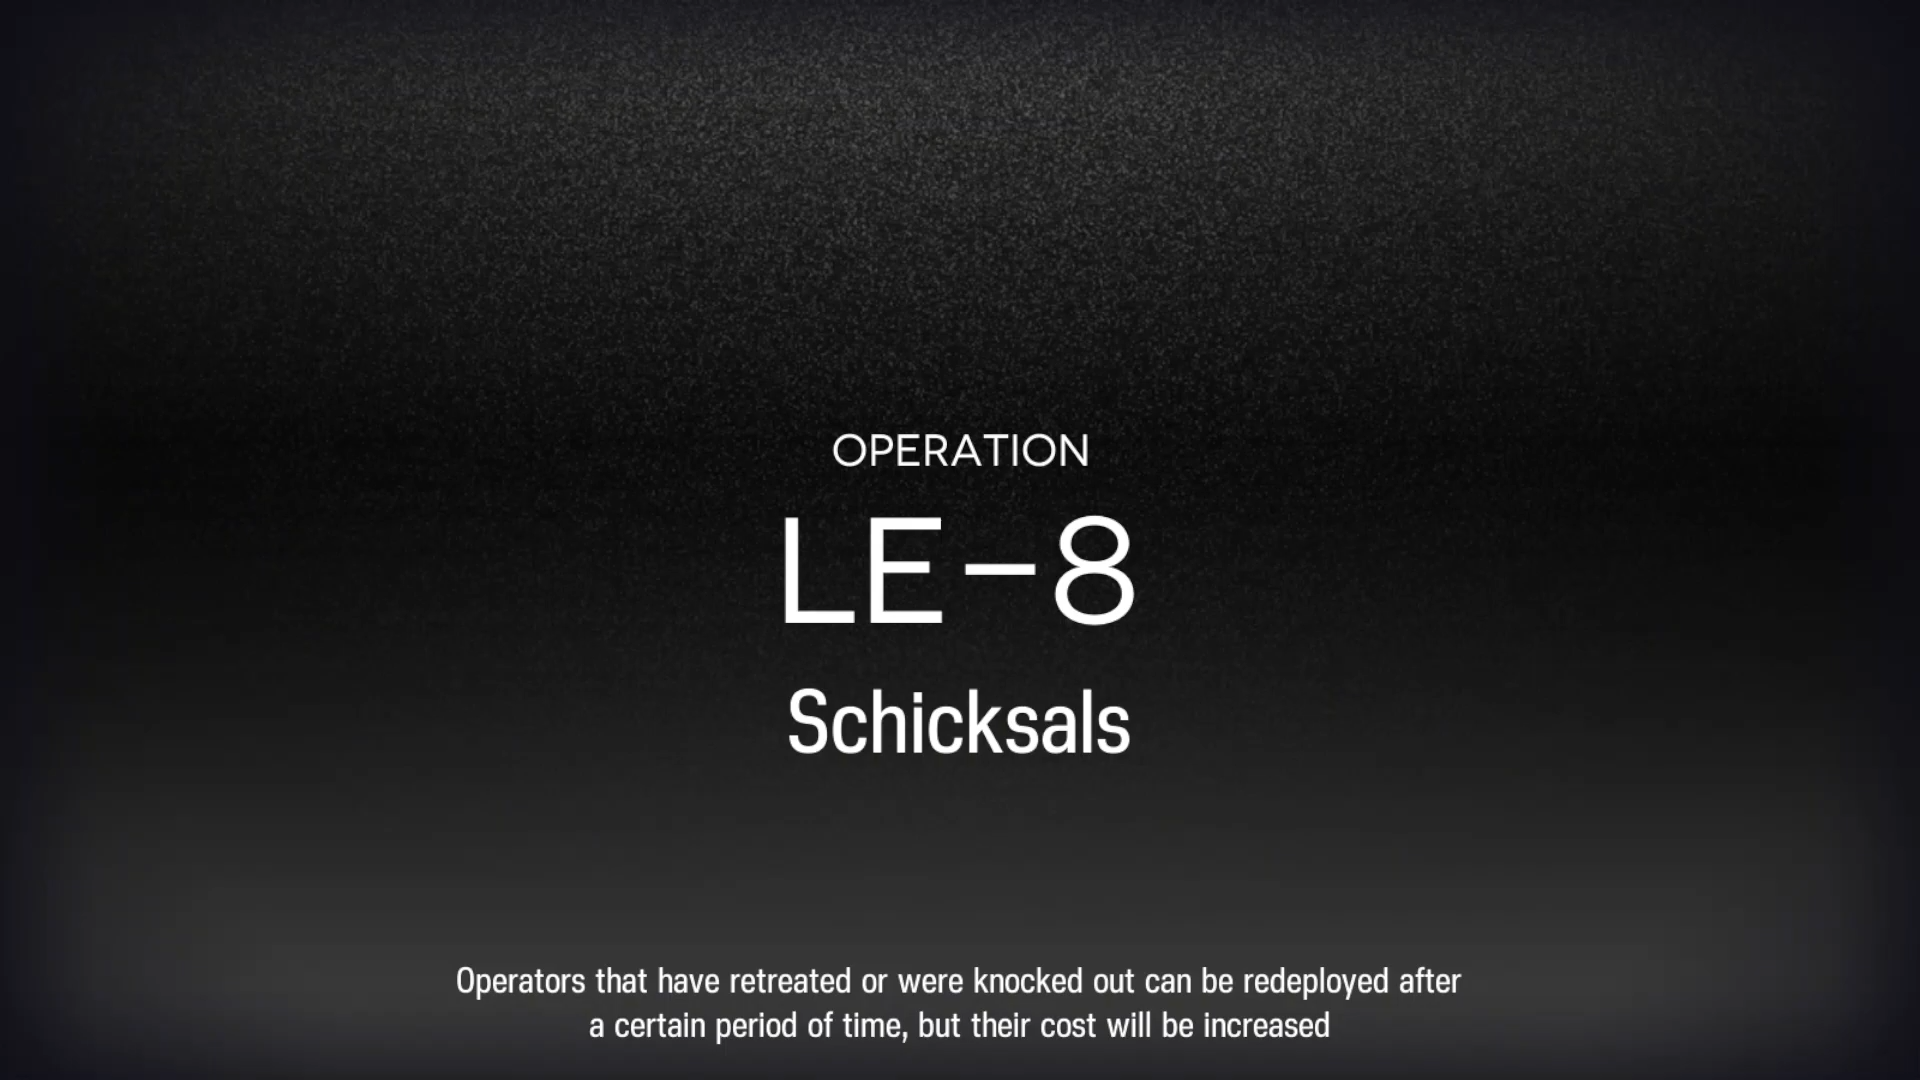 OPERATION
LE-8
Schicksals
Operators that have retreated or were knocked out can be redeployed after
a certain period of time, but their cost will be increased